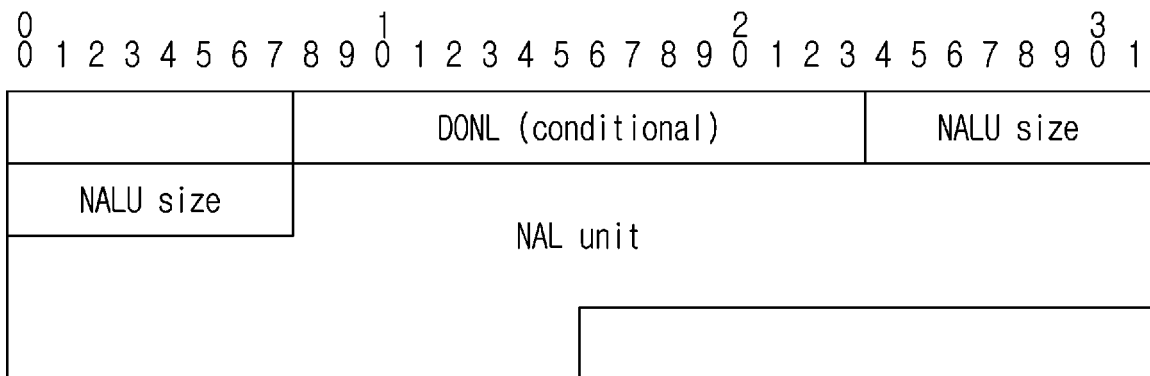 0 1 2 3
0 1 2 3 4 5 6 7 8 9 0 1 2 3 4 5 6 7 8 9 0 1 2 3 4 5 6 7 8 9 0 1
DONL (conditional) NALU size
NALU size
NAL unit